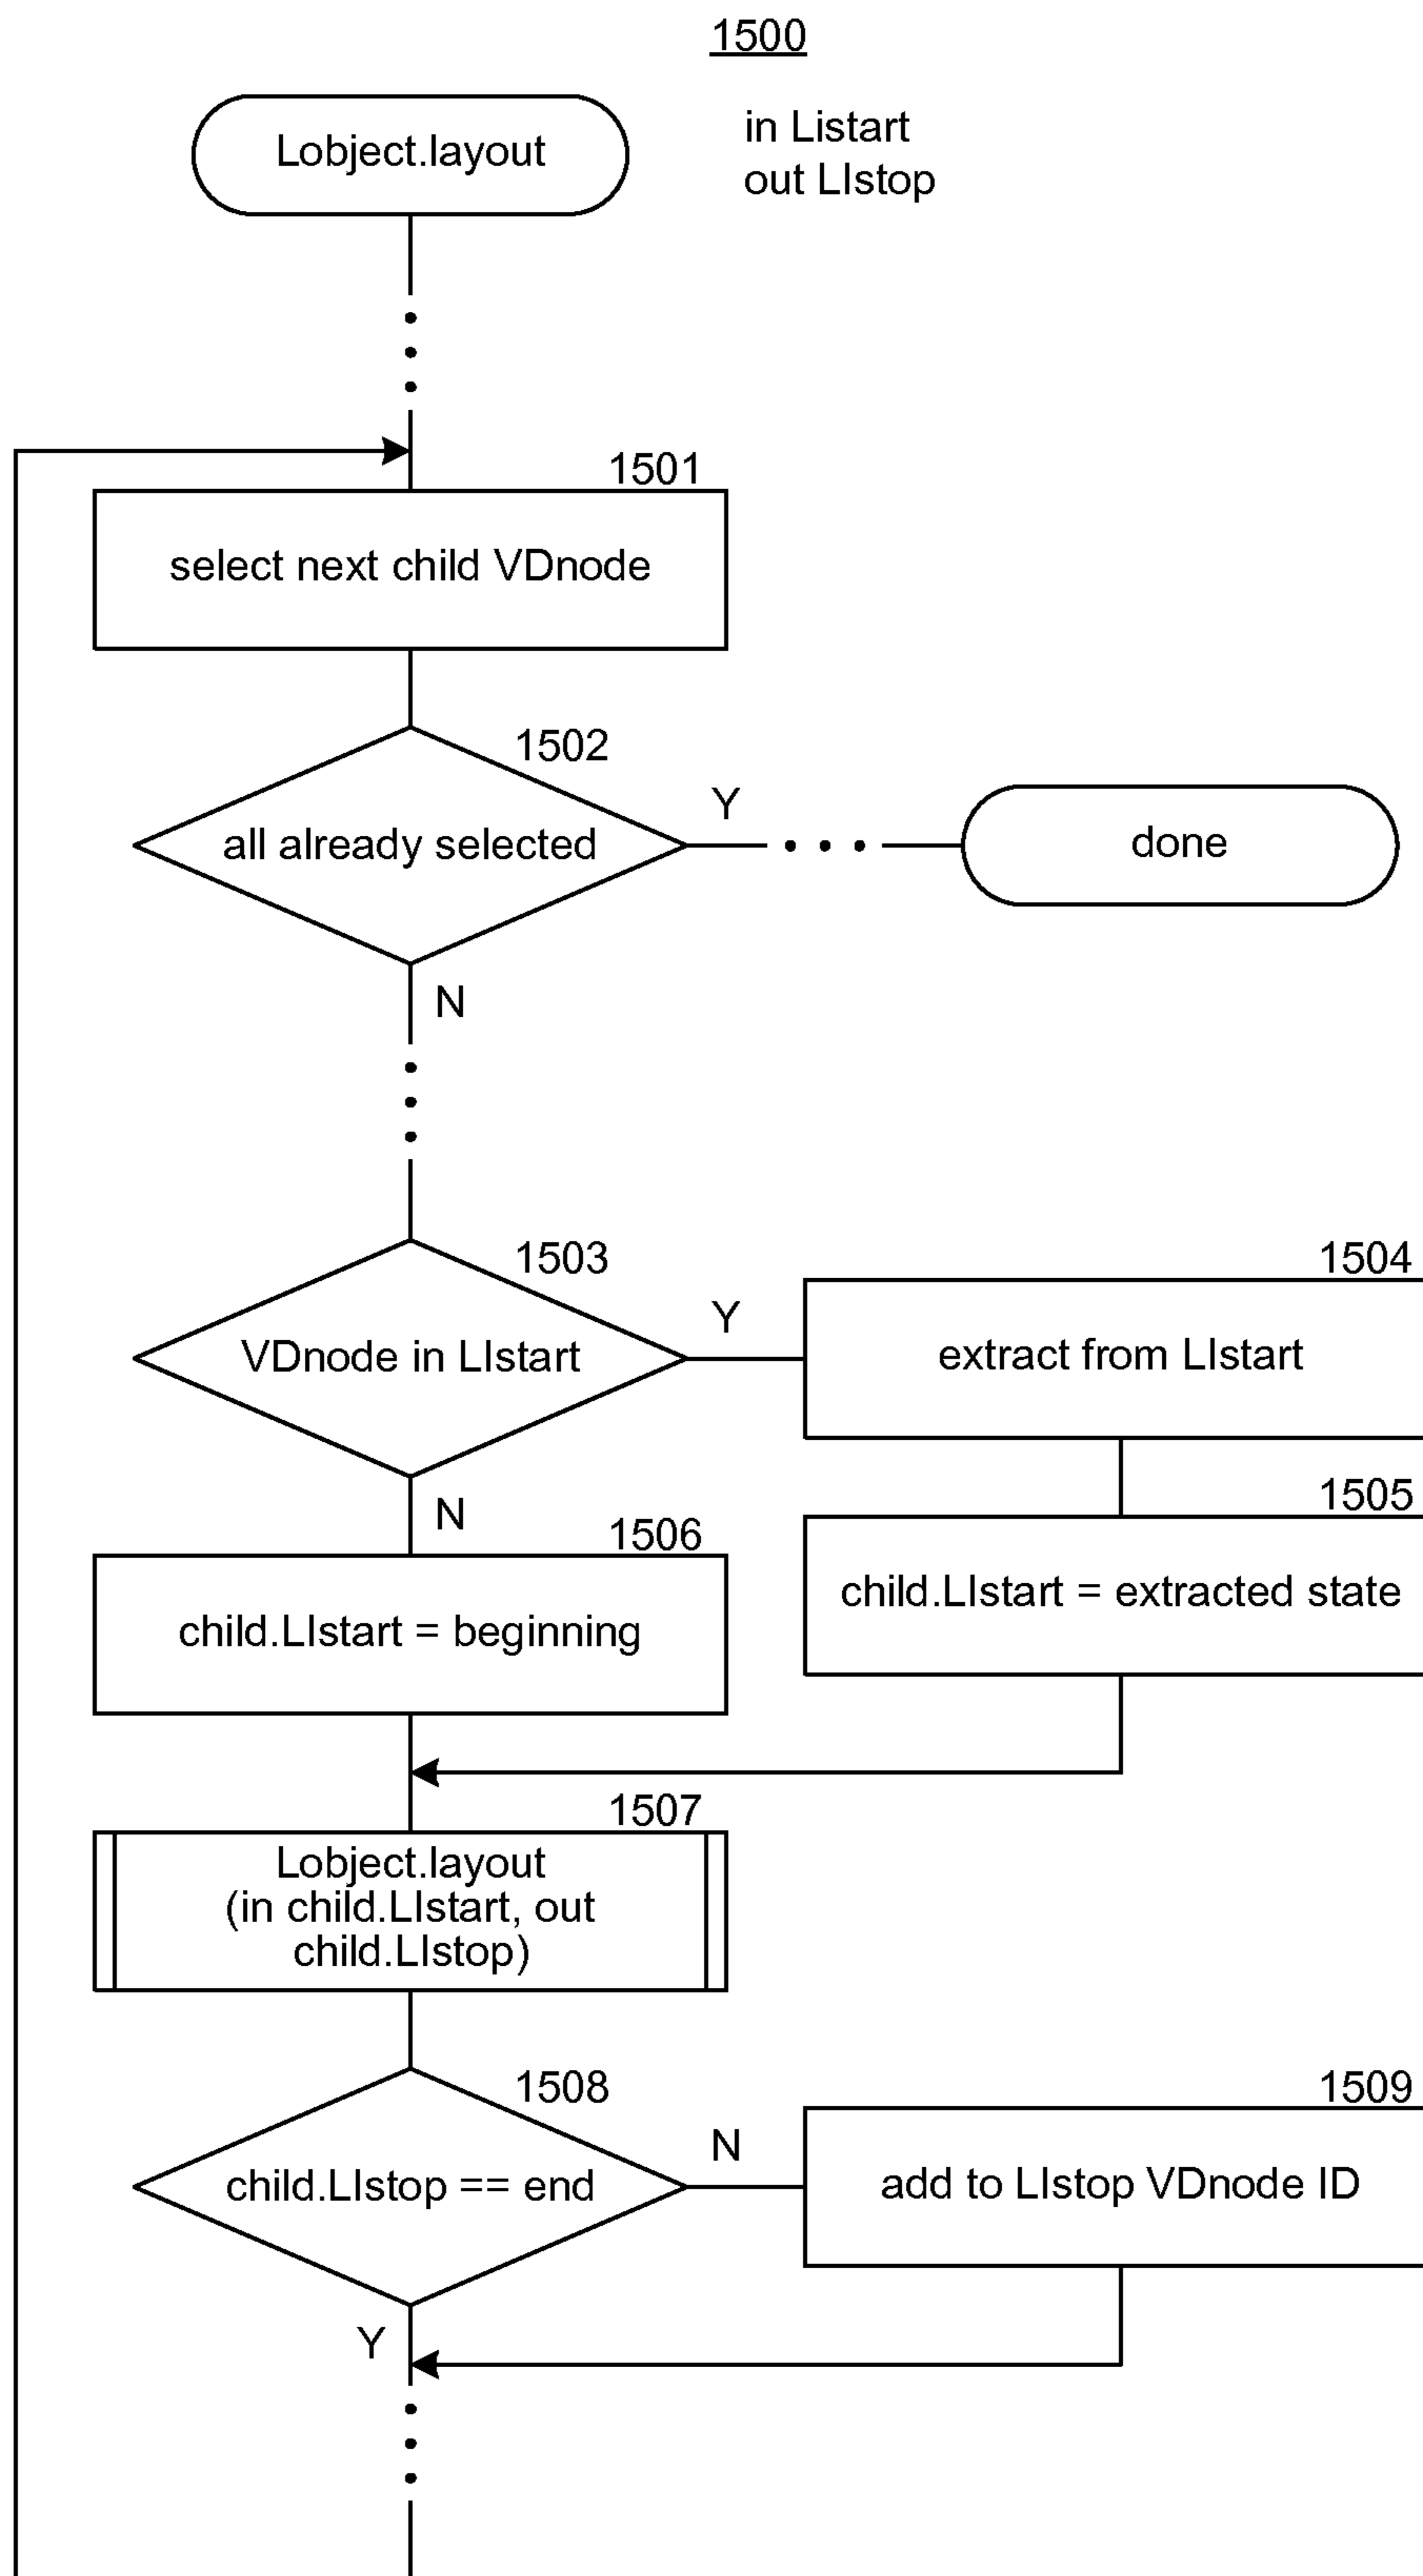 1500
Lobject.layout
in Listart
out LIstop
1501
select next child VDnode
1502
all already selected
Y
done
N
1503
VDnode in LIstart
Y
1504
extract from LIstart
N
1505
child.LIstart = extracted state
1506
child.LIstart = beginning
1507
Lobject.layout
(in child.LIstart, out
child.LIstop)
1508
child.LIstop == end
N
1509
add to LIstop VDnode ID
Y